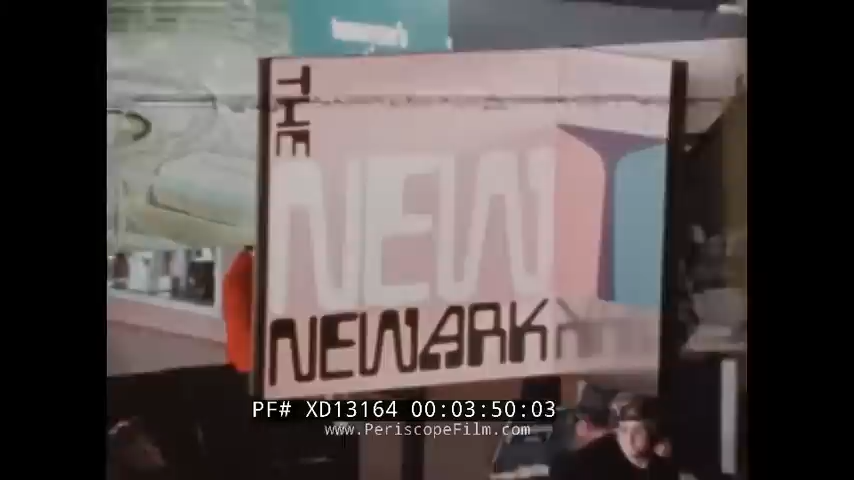 THE
NEW
NEWARK
PF# XD13164 00:03:50:03
www.PeriscopeFilm.com